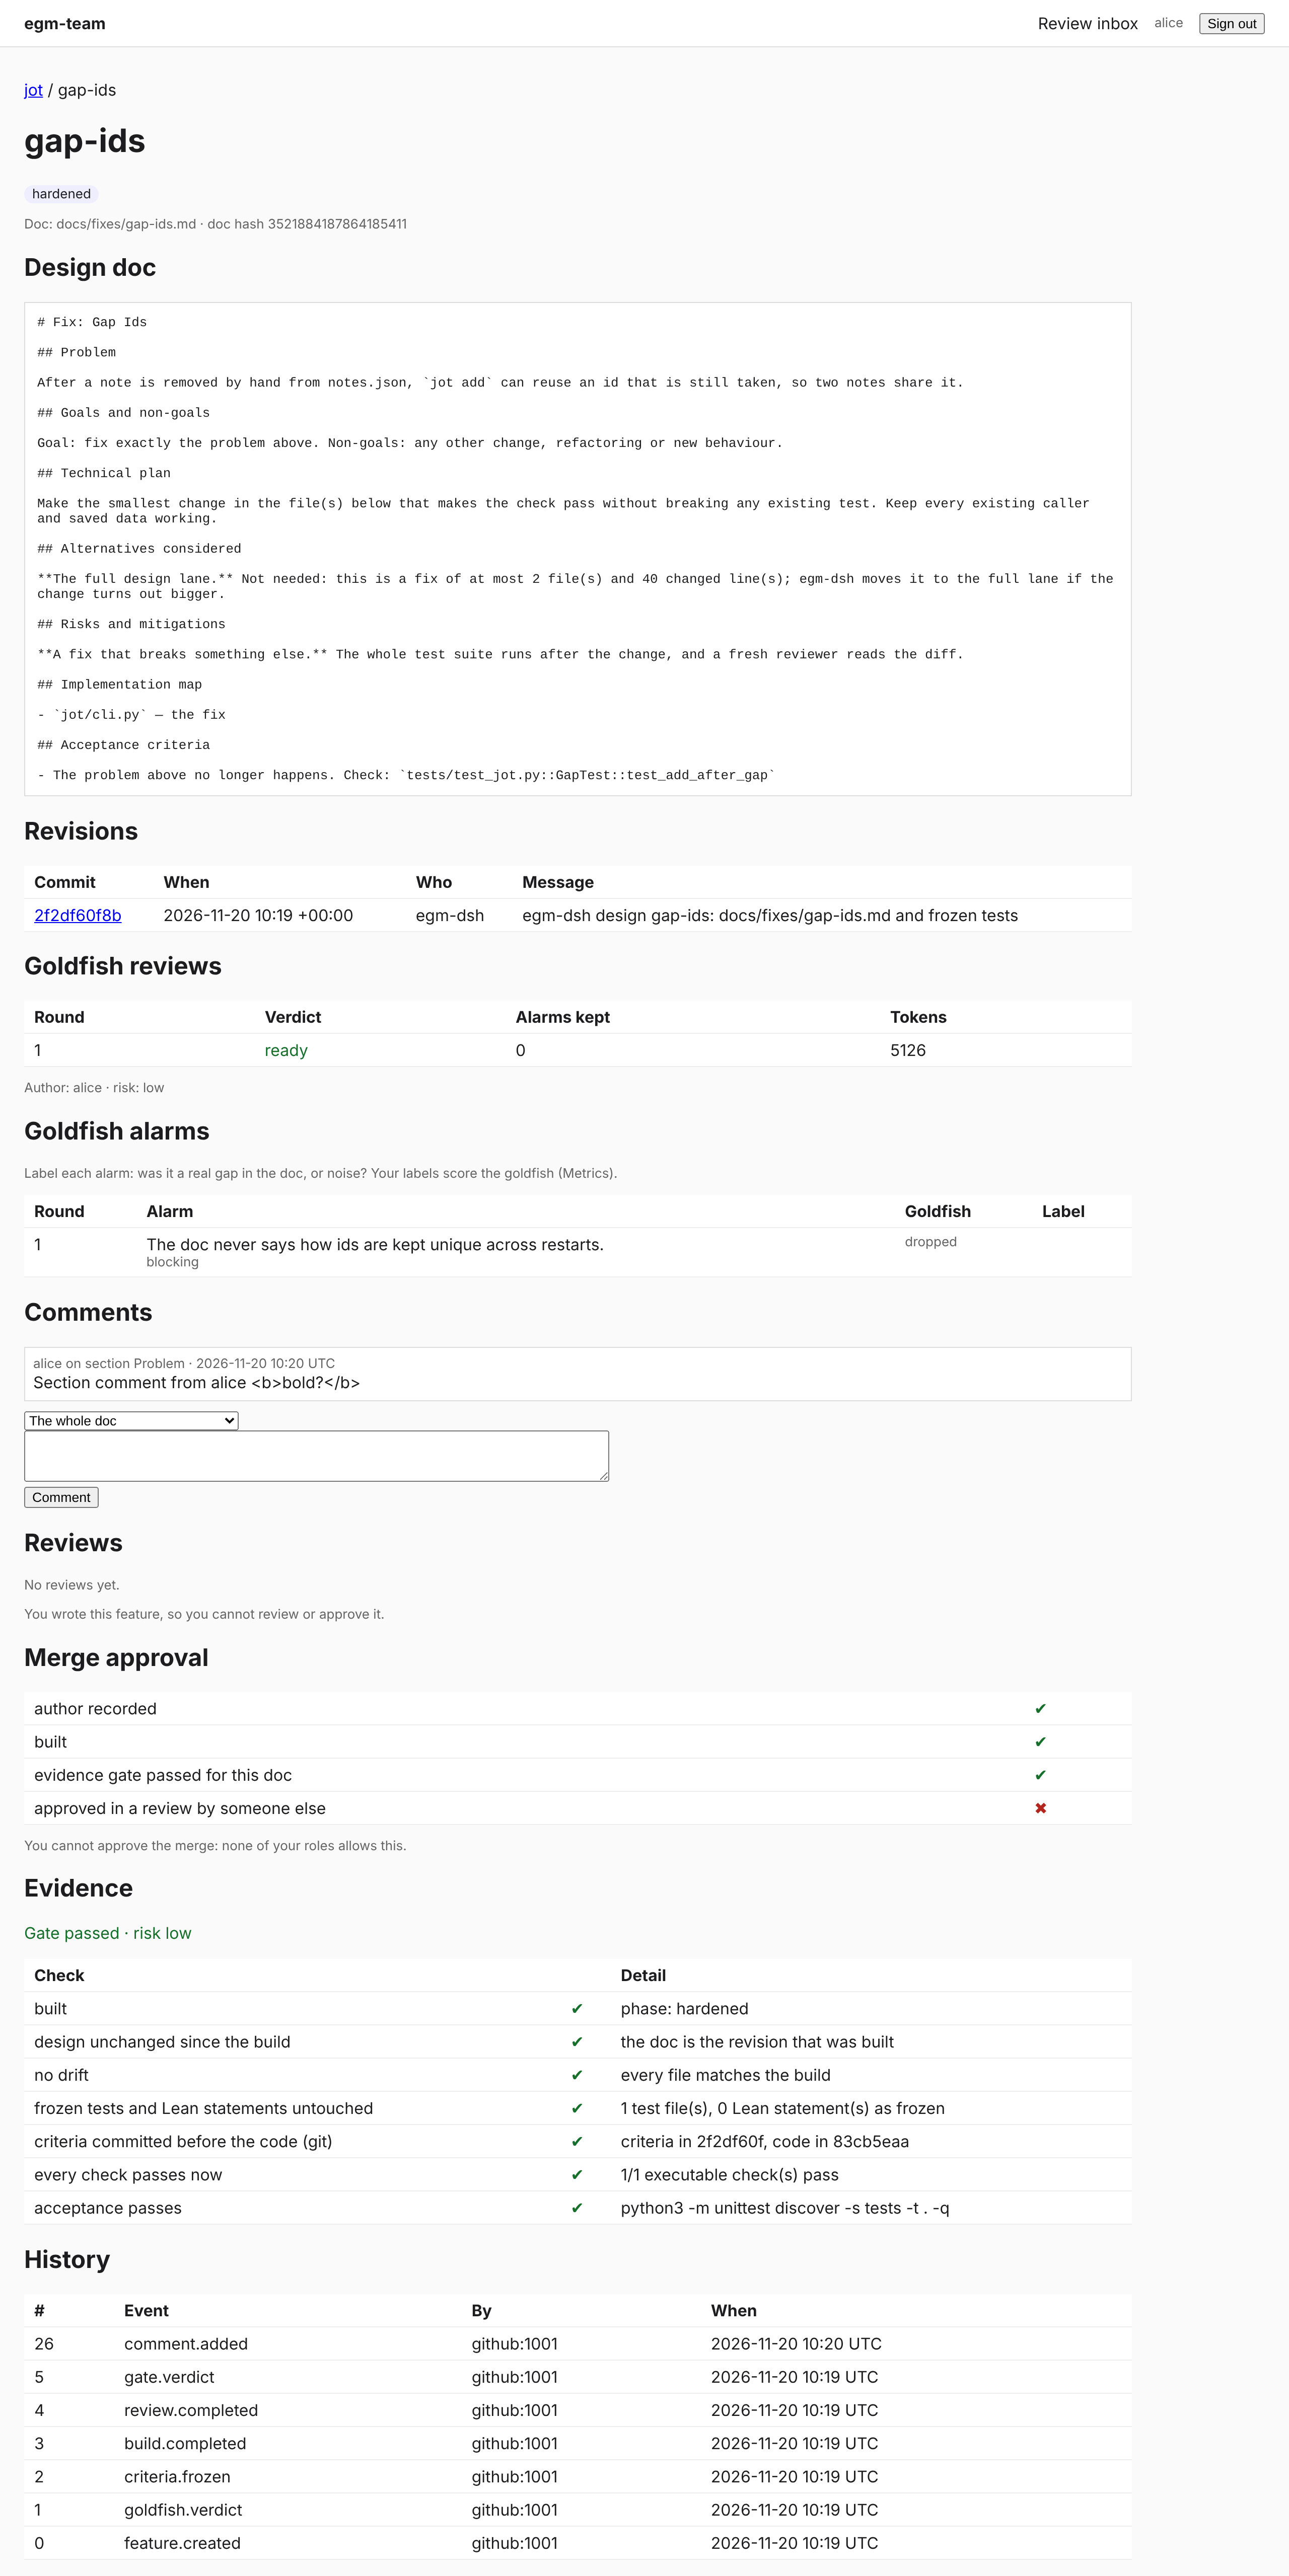 egm-team
Review inbox alice Sign out
jot / gap-ids
gap-ids
hardened
Doc: docs/fixes/gap-ids.md · doc hash 3521884187864185411
Design doc
# Fix: Gap Ids
## Problem
After a note is removed by hand from notes.json, `jot add` can reuse an id that is still taken, so two notes share it.
## Goals and non-goals
Goal: fix exactly the problem above. Non-goals: any other change, refactoring or new behaviour.
## Technical plan
Make the smallest change in the file(s) below that makes the check pass without breaking any existing test. Keep every existing caller
and saved data working.
## Alternatives considered
**The full design lane.** Not needed: this is a fix of at most 2 file(s) and 40 changed line(s); egm-dsh moves it to the full lane if the
change turns out bigger.
## Risks and mitigations
**A fix that breaks something else.** The whole test suite runs after the change, and a fresh reviewer reads the diff.
## Implementation map
- `jot/cli.py` — the fix
## Acceptance criteria
- The problem above no longer happens. Check: `tests/test_jot.py::GapTest::test_add_after_gap`
Revisions
Commit When Who Message
2f2df60f8b 2026-11-20 10:19 +00:00 egm-dsh egm-dsh design gap-ids: docs/fixes/gap-ids.md and frozen tests
Goldfish reviews
Round Verdict Alarms kept Tokens
1 ready 0 5126
Author: alice · risk: low
Goldfish alarms
Label each alarm: was it a real gap in the doc, or noise? Your labels score the goldfish (Metrics).
Round Alarm Goldfish Label
1 The doc never says how ids are kept unique across restarts. dropped
blocking
Comments
alice on section Problem · 2026-11-20 10:20 UTC
Section comment from alice <b>bold?</b>
The whole doc
Comment
Reviews
No reviews yet.
You wrote this feature, so you cannot review or approve it.
Merge approval
author recorded ✔
built ✔
evidence gate passed for this doc ✔
approved in a review by someone else ✖
You cannot approve the merge: none of your roles allows this.
Evidence
Gate passed · risk low
Check Detail
built ✔ phase: hardened
design unchanged since the build ✔ the doc is the revision that was built
no drift ✔ every file matches the build
frozen tests and Lean statements untouched ✔ 1 test file(s), 0 Lean statement(s) as frozen
criteria committed before the code (git) ✔ criteria in 2f2df60f, code in 83cb5eaa
every check passes now ✔ 1/1 executable check(s) pass
acceptance passes ✔ python3 -m unittest discover -s tests -t . -q
History
# Event By When
26 comment.added github:1001 2026-11-20 10:20 UTC
5 gate.verdict github:1001 2026-11-20 10:19 UTC
4 review.completed github:1001 2026-11-20 10:19 UTC
3 build.completed github:1001 2026-11-20 10:19 UTC
2 criteria.frozen github:1001 2026-11-20 10:19 UTC
1 goldfish.verdict github:1001 2026-11-20 10:19 UTC
0 feature.created github:1001 2026-11-20 10:19 UTC